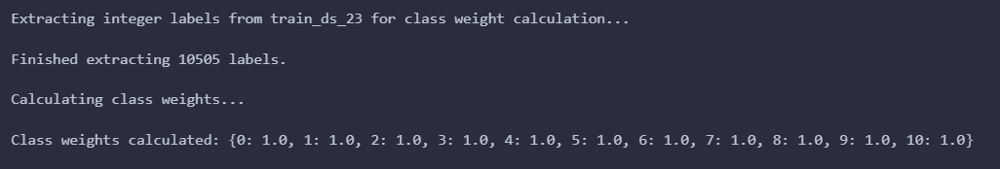 Extracting integer labels from train_ds_23 for class weight calculation...
Finished extracting 10505 labels.
Calculating class weights...
Class weights calculated: {0: 1.0, 1: 1.0, 2: 1.0, 3: 1.0, 4: 1.0, 5: 1.0, 6: 1.0, 7: 1.0, 8: 1.0, 9: 1.0, 10: 1.0}